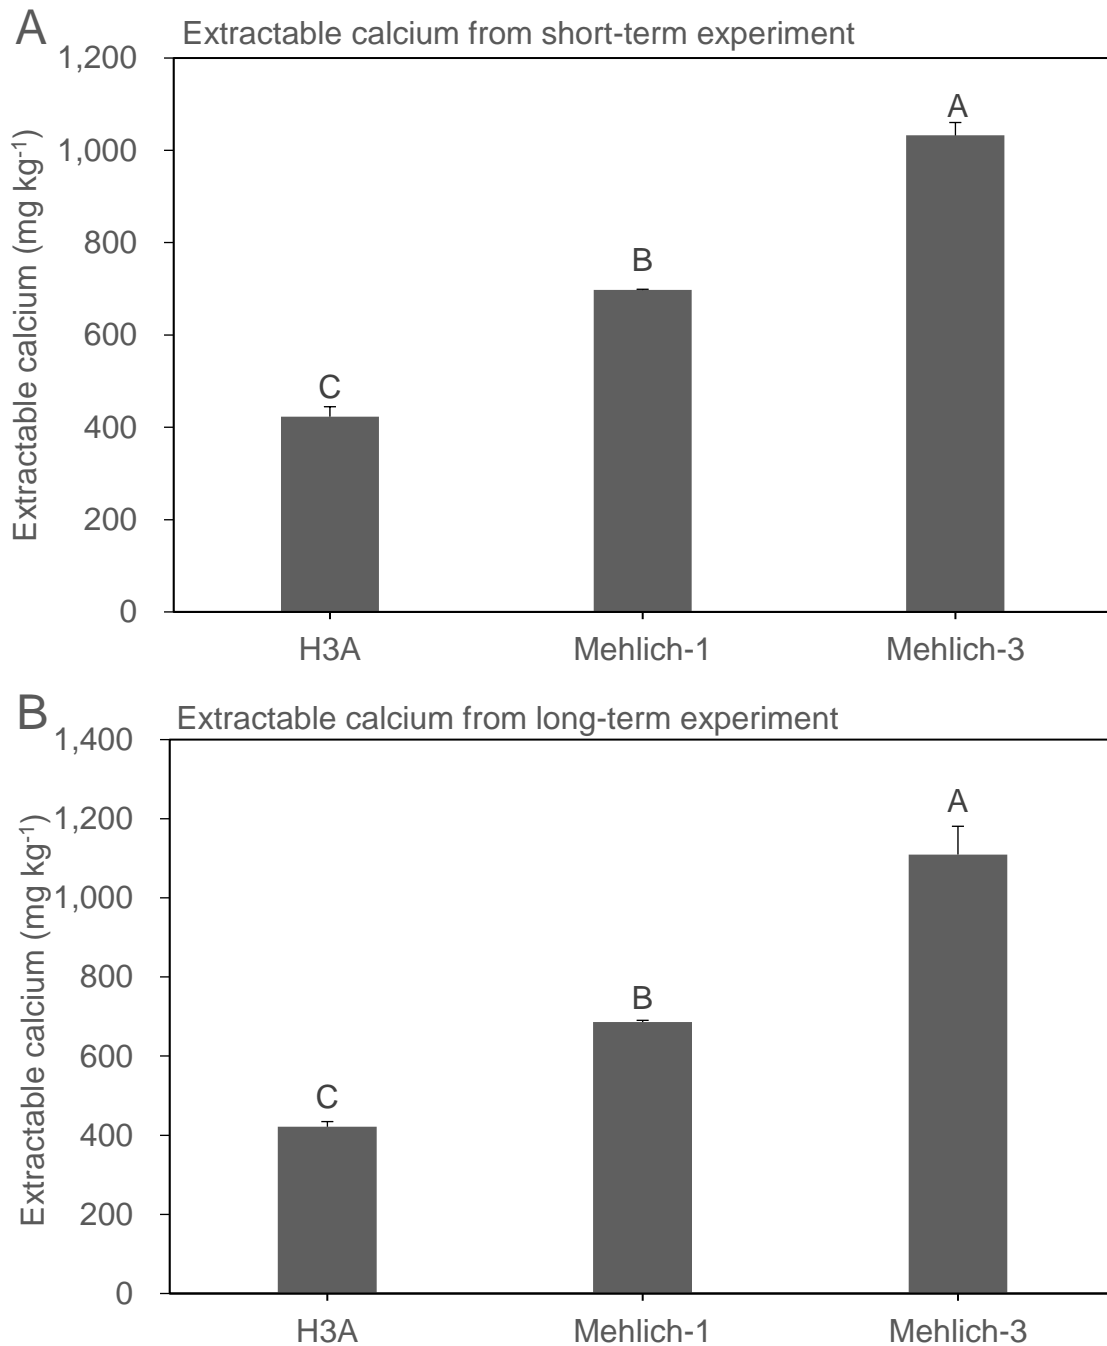 A
Extractable calcium from short-term experiment
Extractable calcium (mg kg⁻¹)
1,200
1,000
800
600
400
200
0
C
B
A
H3A
Mehlich-1
Mehlich-3
B
Extractable calcium from long-term experiment
Extractable calcium (mg kg⁻¹)
1,400
1,200
1,000
800
600
400
200
0
C
B
A
H3A
Mehlich-1
Mehlich-3